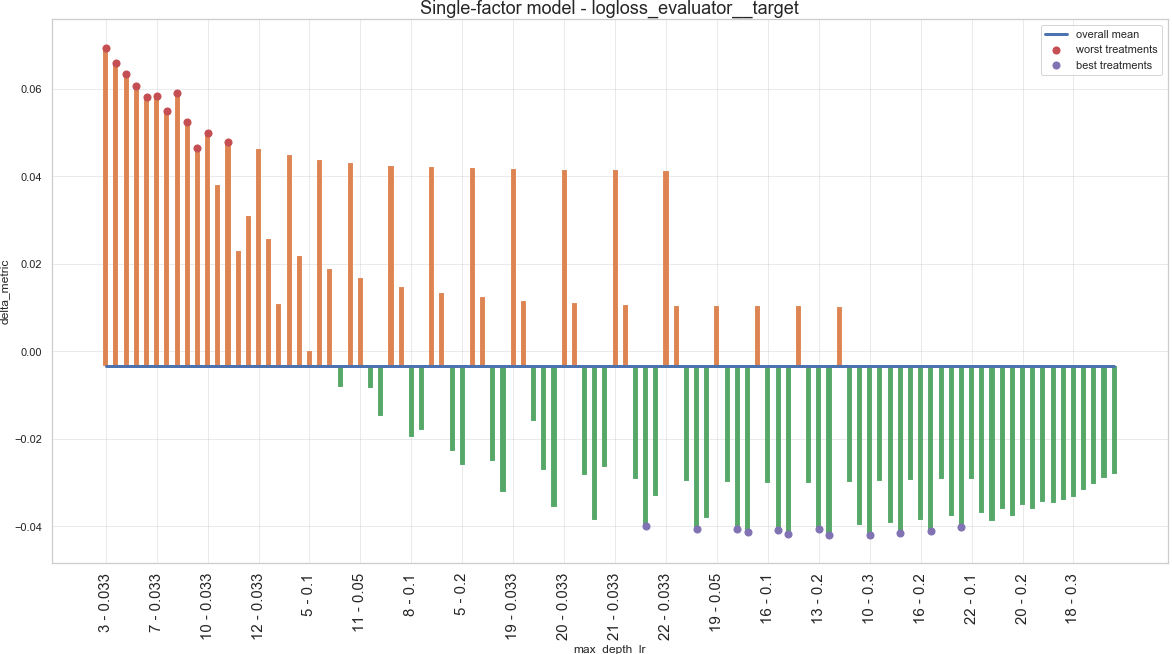 Single-factor model - logloss_evaluator__target
overall mean
worst treatments
best treatments
delta_metric
0.06
0.04
0.02
0.00
−0.02
−0.04
3 - 0.033
7 - 0.033
10 - 0.033
12 - 0.033
5 - 0.1
11 - 0.05
8 - 0.1
5 - 0.2
19 - 0.033
20 - 0.033
21 - 0.033
22 - 0.033
19 - 0.05
16 - 0.1
13 - 0.2
10 - 0.3
16 - 0.2
22 - 0.1
20 - 0.2
18 - 0.3
max_depth_lr